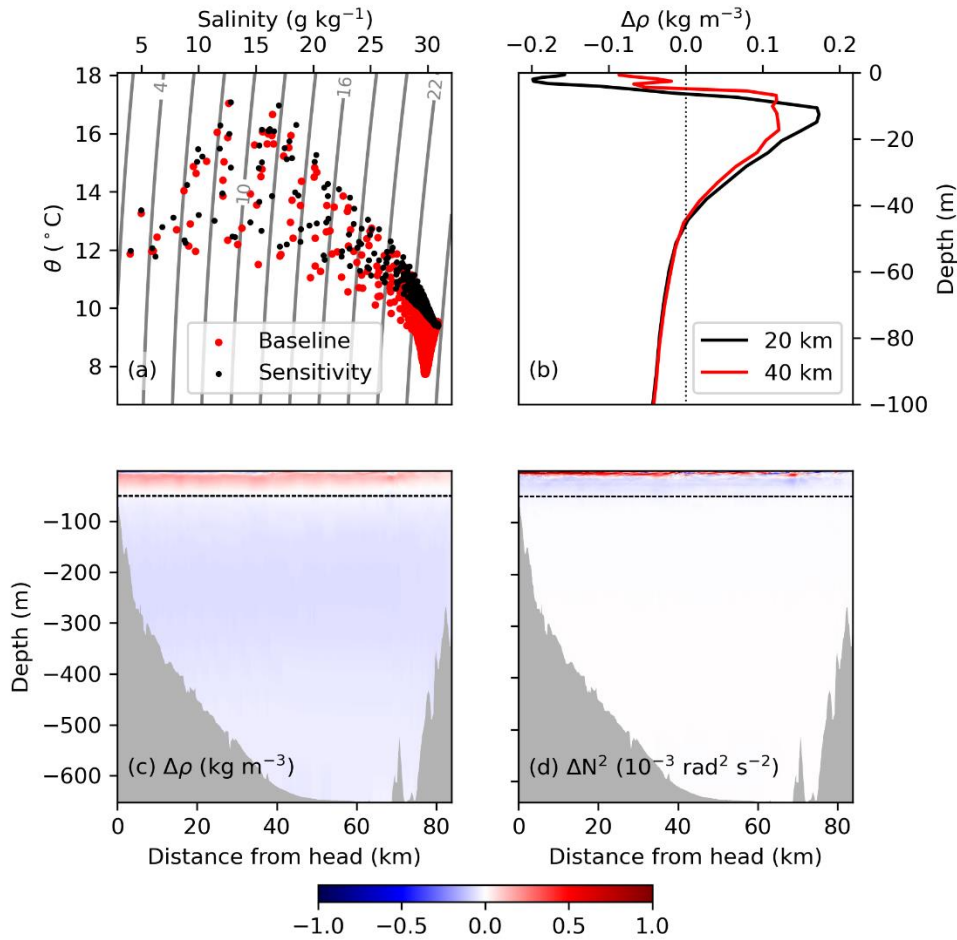 Salinity (g kg⁻¹)
5 10 15 20 25 30
Δρ (kg m⁻³)
−0.2 −0.1 0.0 0.1 0.2
18
16
14
12
10
8
θ (°C)
4
10
16
22
Baseline
Sensitivity
(a)
0
−20
−40
−60
−80
−100
Depth (m)
20 km
40 km
(b)
−100
−200
−300
−400
−500
−600
Depth (m)
(c) Δρ (kg m⁻³)
(d) ΔN² (10⁻³ rad² s⁻²)
0 20 40 60 80
Distance from head (km)
0 20 40 60 80
Distance from head (km)
−1.0 −0.5 0.0 0.5 1.0